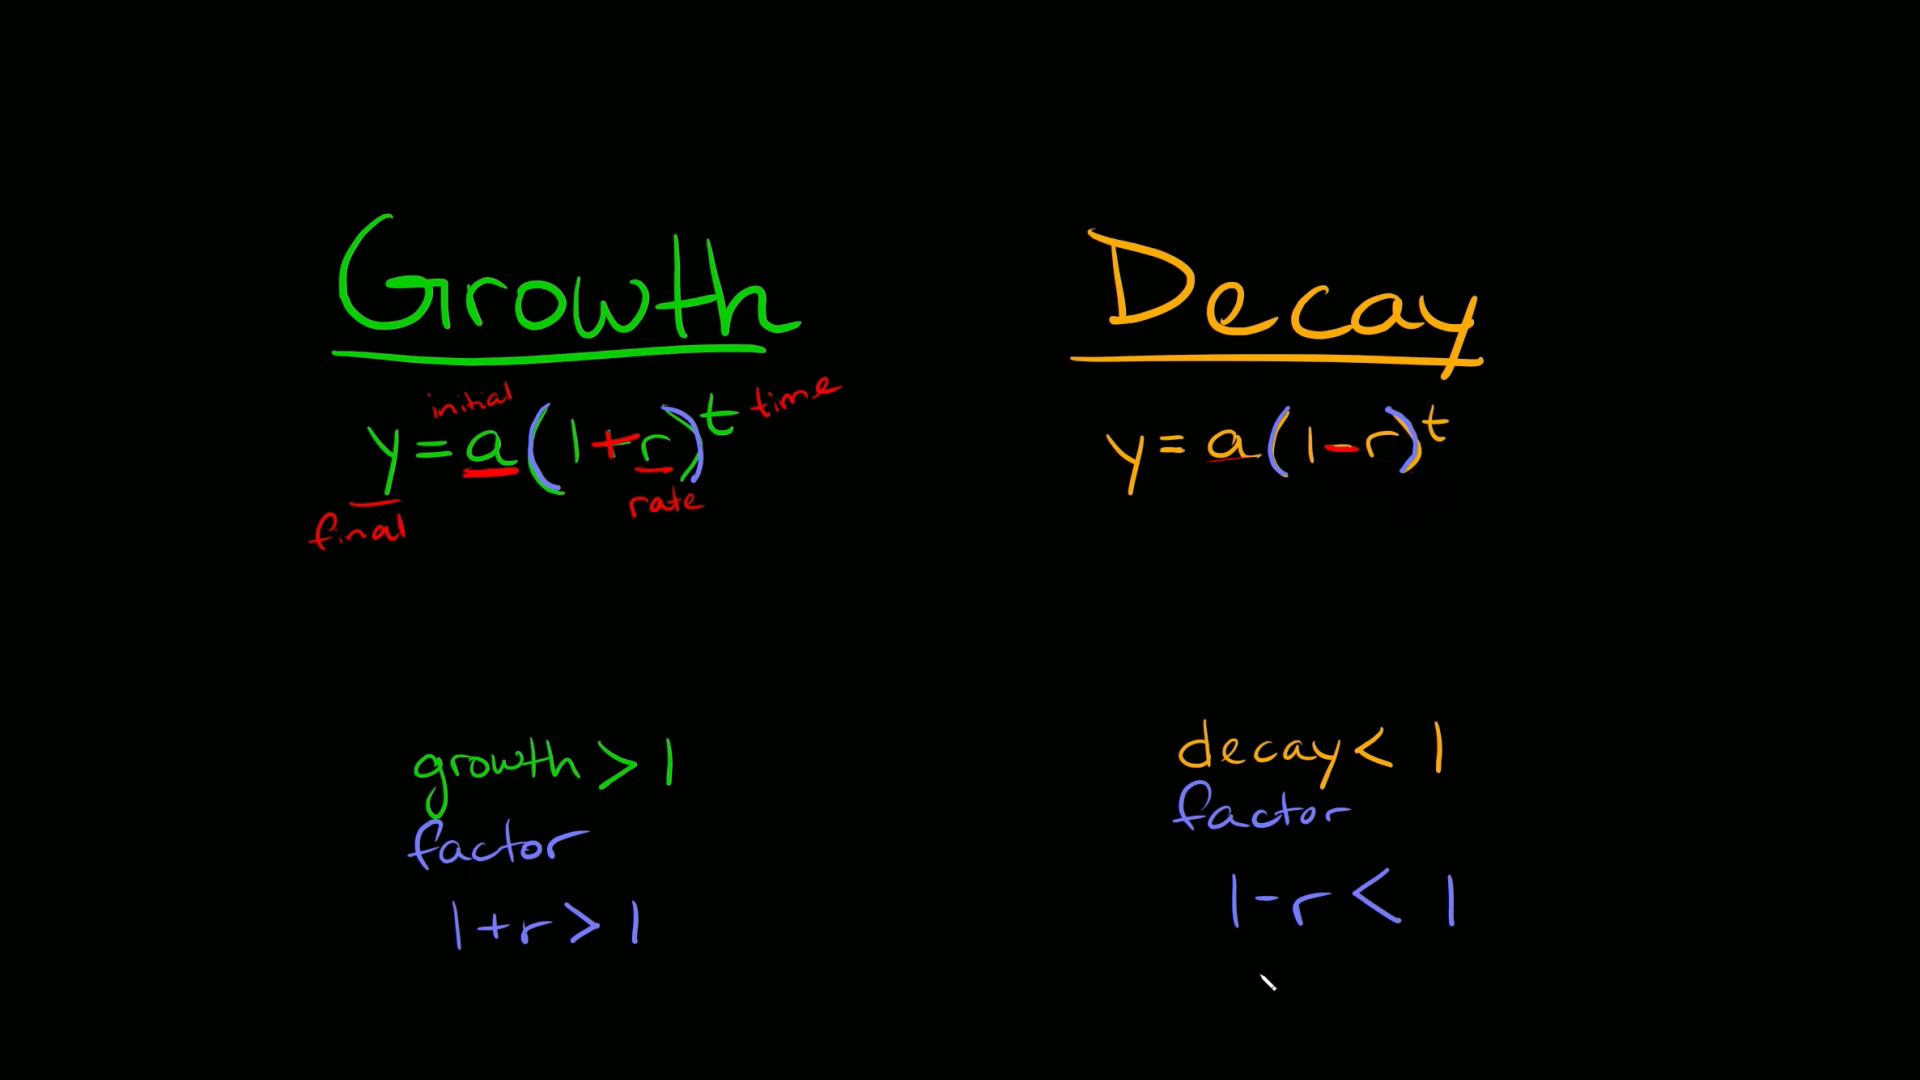 Growth
initial
y = a(1+r)^t time
final
rate
growth > 1
factor
1+r > 1
Decay
y = a(1-r)^t
decay < 1
factor
1-r < 1